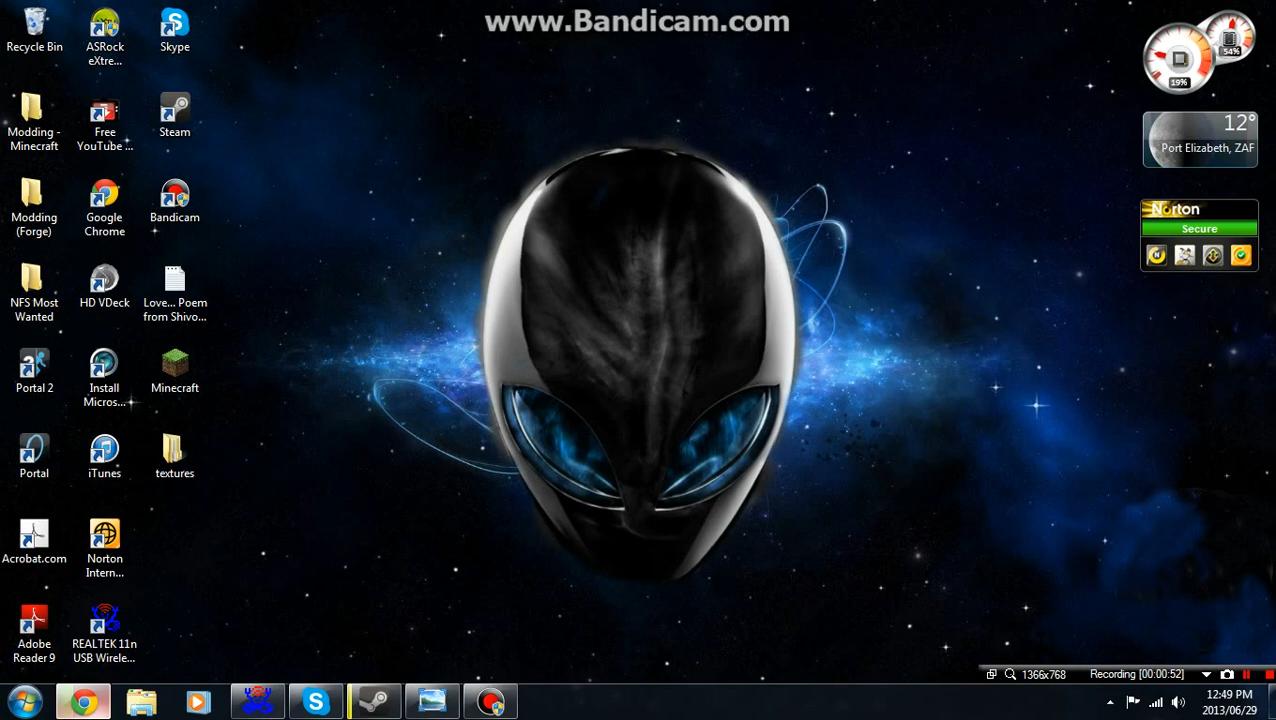 www.Bandicam.com
Recycle Bin
ASRock
eXtre...
Skype
Modding -
Minecraft
Free
YouTube ...
Steam
Modding
(Forge)
Google
Chrome
Bandicam
NFS Most
Wanted
HD VDeck
Love... Poem
from Shivo...
Portal 2
Install
Micros...
Minecraft
Portal
iTunes
textures
Acrobat.com
Norton
Intern...
Adobe
Reader 9
REALTEK 11n
USB Wirele...
54%
19%
12°
Port Elizabeth, ZAF
Norton
Secure
1366x768
Recording [00:00:52]
12:49 PM
2013/06/29